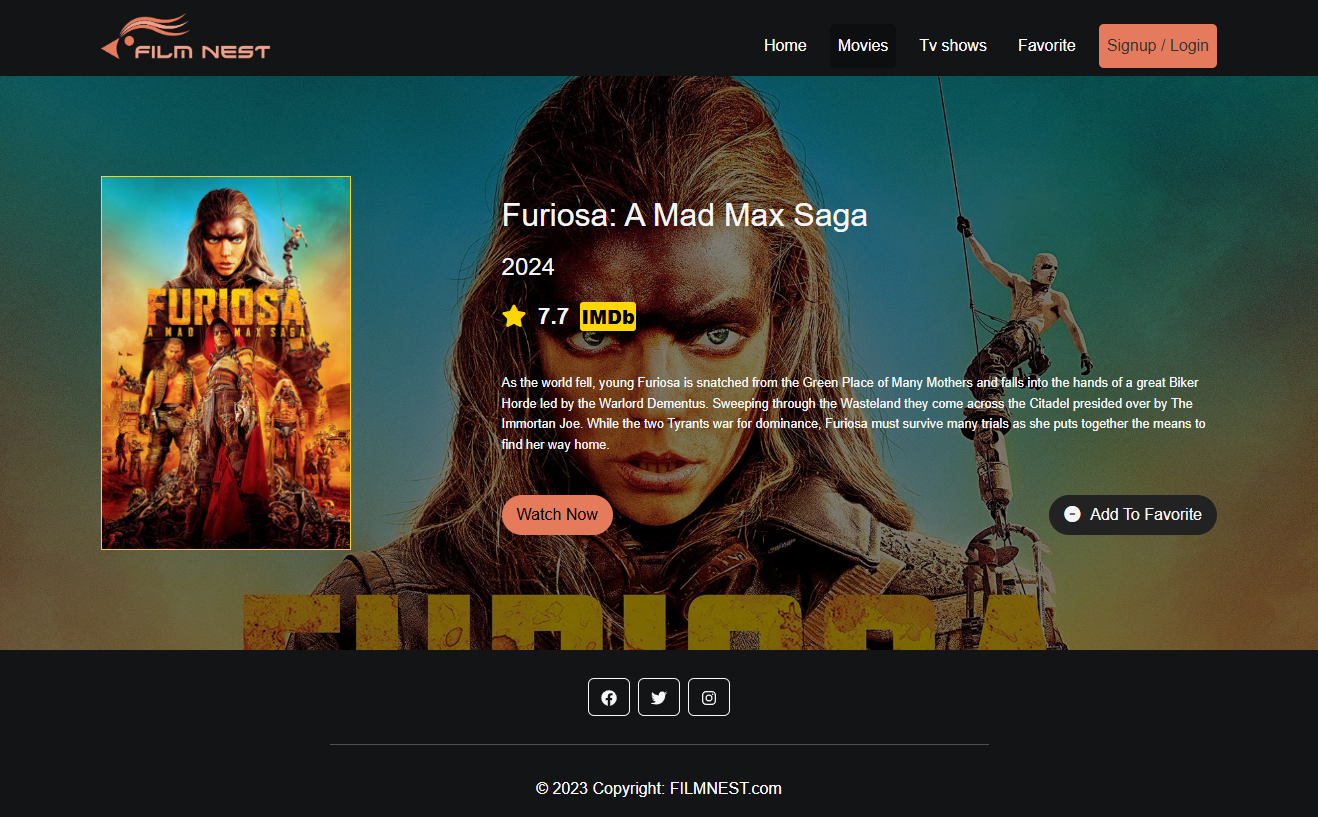 FILM NEST
Home
Movies
Tv shows
Favorite
Signup / Login
FURIOSA
A MAD MAX SAGA
Furiosa: A Mad Max Saga
2024
7.7 IMDb
As the world fell, young Furiosa is snatched from the Green Place of Many Mothers and falls into the hands of a great Biker
Horde led by the Warlord Dementus. Sweeping through the Wasteland they come across the Citadel presided over by The
Immortan Joe. While the two Tyrants war for dominance, Furiosa must survive many trials as she puts together the means to
find her way home.
Watch Now
Add To Favorite
FURIOSA
© 2023 Copyright: FILMNEST.com